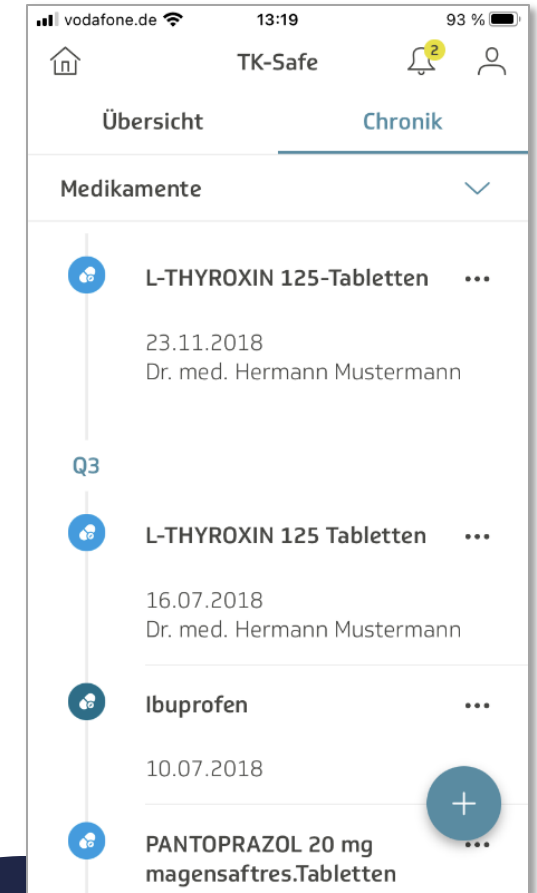 vodafone.de 13:19 93 %
TK-Safe 2
Übersicht Chronik
Medikamente
L-THYROXIN 125-Tabletten
23.11.2018
Dr. med. Hermann Mustermann
Q3
L-THYROXIN 125 Tabletten
16.07.2018
Dr. med. Hermann Mustermann
Ibuprofen
10.07.2018
PANTOPRAZOL 20 mg
magensaftres.Tabletten